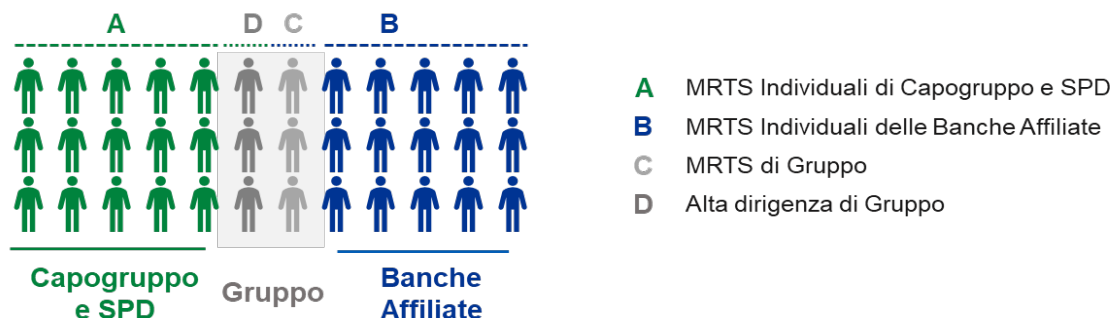 A D C B
A MRTS Individuali di Capogruppo e SPD
B MRTS Individuali delle Banche Affiliate
C MRTS di Gruppo
D Alta dirigenza di Gruppo
Capogruppo
e SPD
Gruppo
Banche
Affiliate